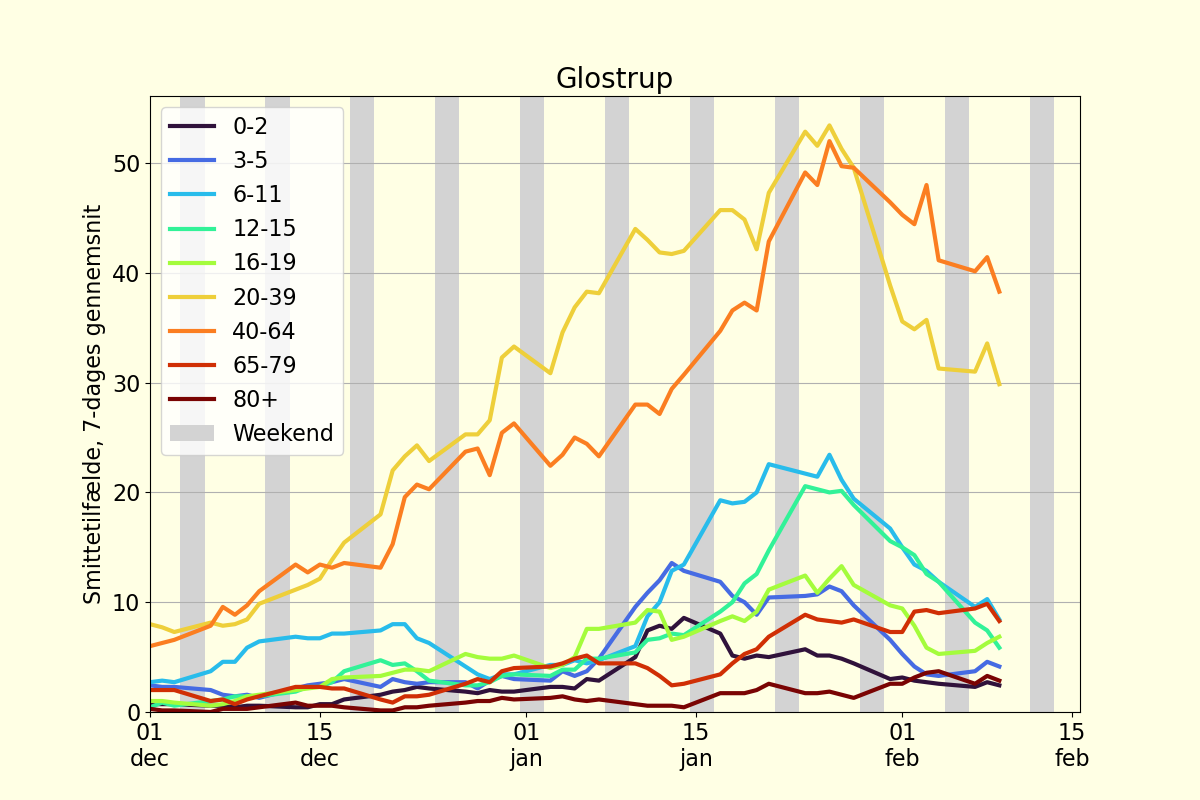 Glostrup
Smittetilfælde, 7-dages gennemsnit
50
40
30
20
10
0
0-2
3-5
6-11
12-15
16-19
20-39
40-64
65-79
80+
Weekend
01 dec
15 dec
01 jan
15 jan
01 feb
15 feb